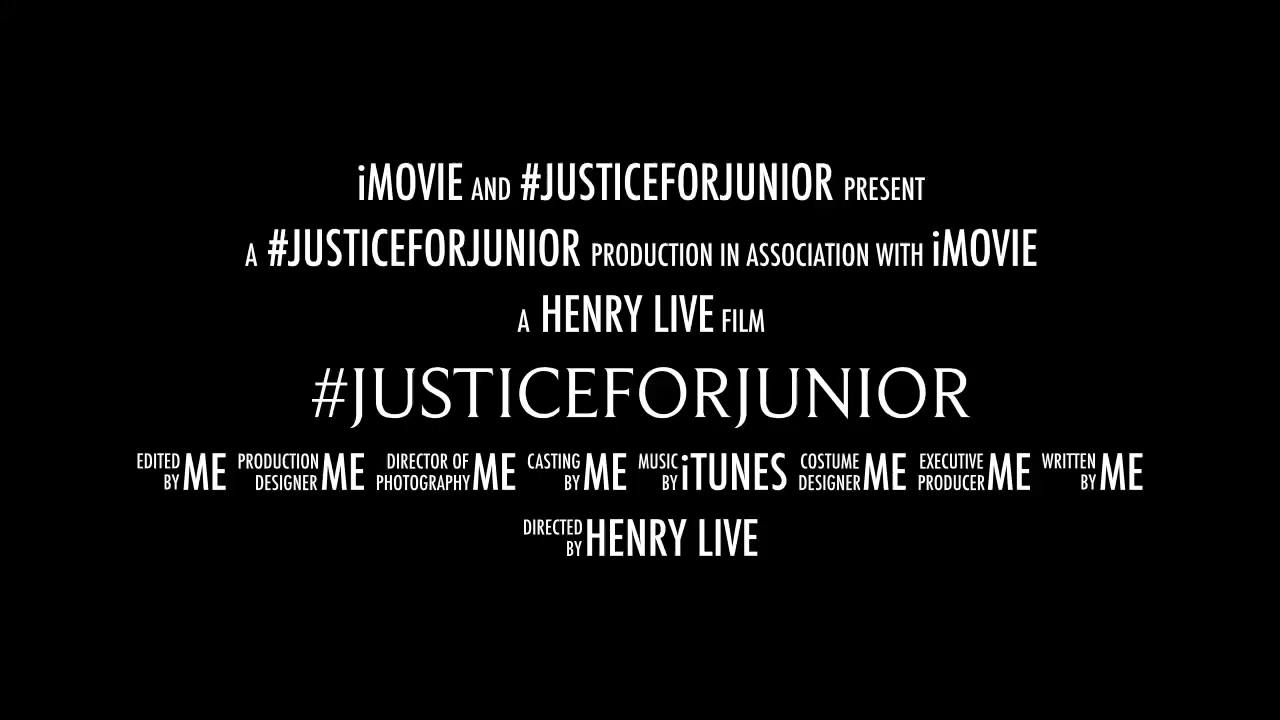 iMOVIE AND #JUSTICEFORJUNIOR PRESENT
A #JUSTICEFORJUNIOR PRODUCTION IN ASSOCIATION WITH iMOVIE
A HENRY LIVE FILM
#JUSTICEFORJUNIOR
EDITED BY ME PRODUCTION DESIGNER ME DIRECTOR OF PHOTOGRAPHY ME CASTING BY ME MUSIC BY iTUNES COSTUME DESIGNER ME EXECUTIVE PRODUCER ME WRITTEN BY ME
DIRECTED BY HENRY LIVE